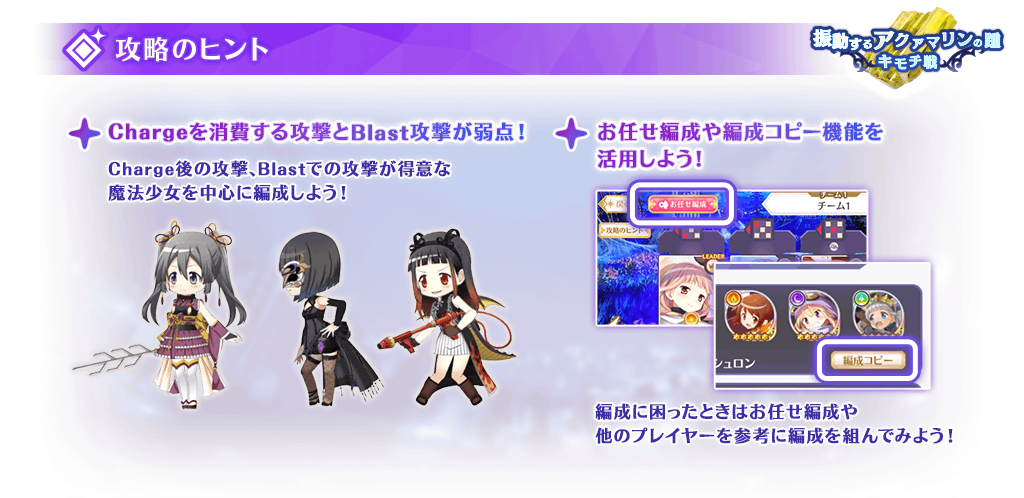 攻略のヒント
振動するアクアマリンの謎
キモチ戦
Chargeを消費する攻撃とBlast攻撃が弱点！
Charge後の攻撃、Blastでの攻撃が得意な
魔法少女を中心に編成しよう！
お任せ編成や編成コピー機能を
活用しよう！
お任せ編成
チーム1
チーム1
攻略のヒント
LEADER
シュロン
編成コピー
編成に困ったときはお任せ編成や
他のプレイヤーを参考に編成を組んでみよう！